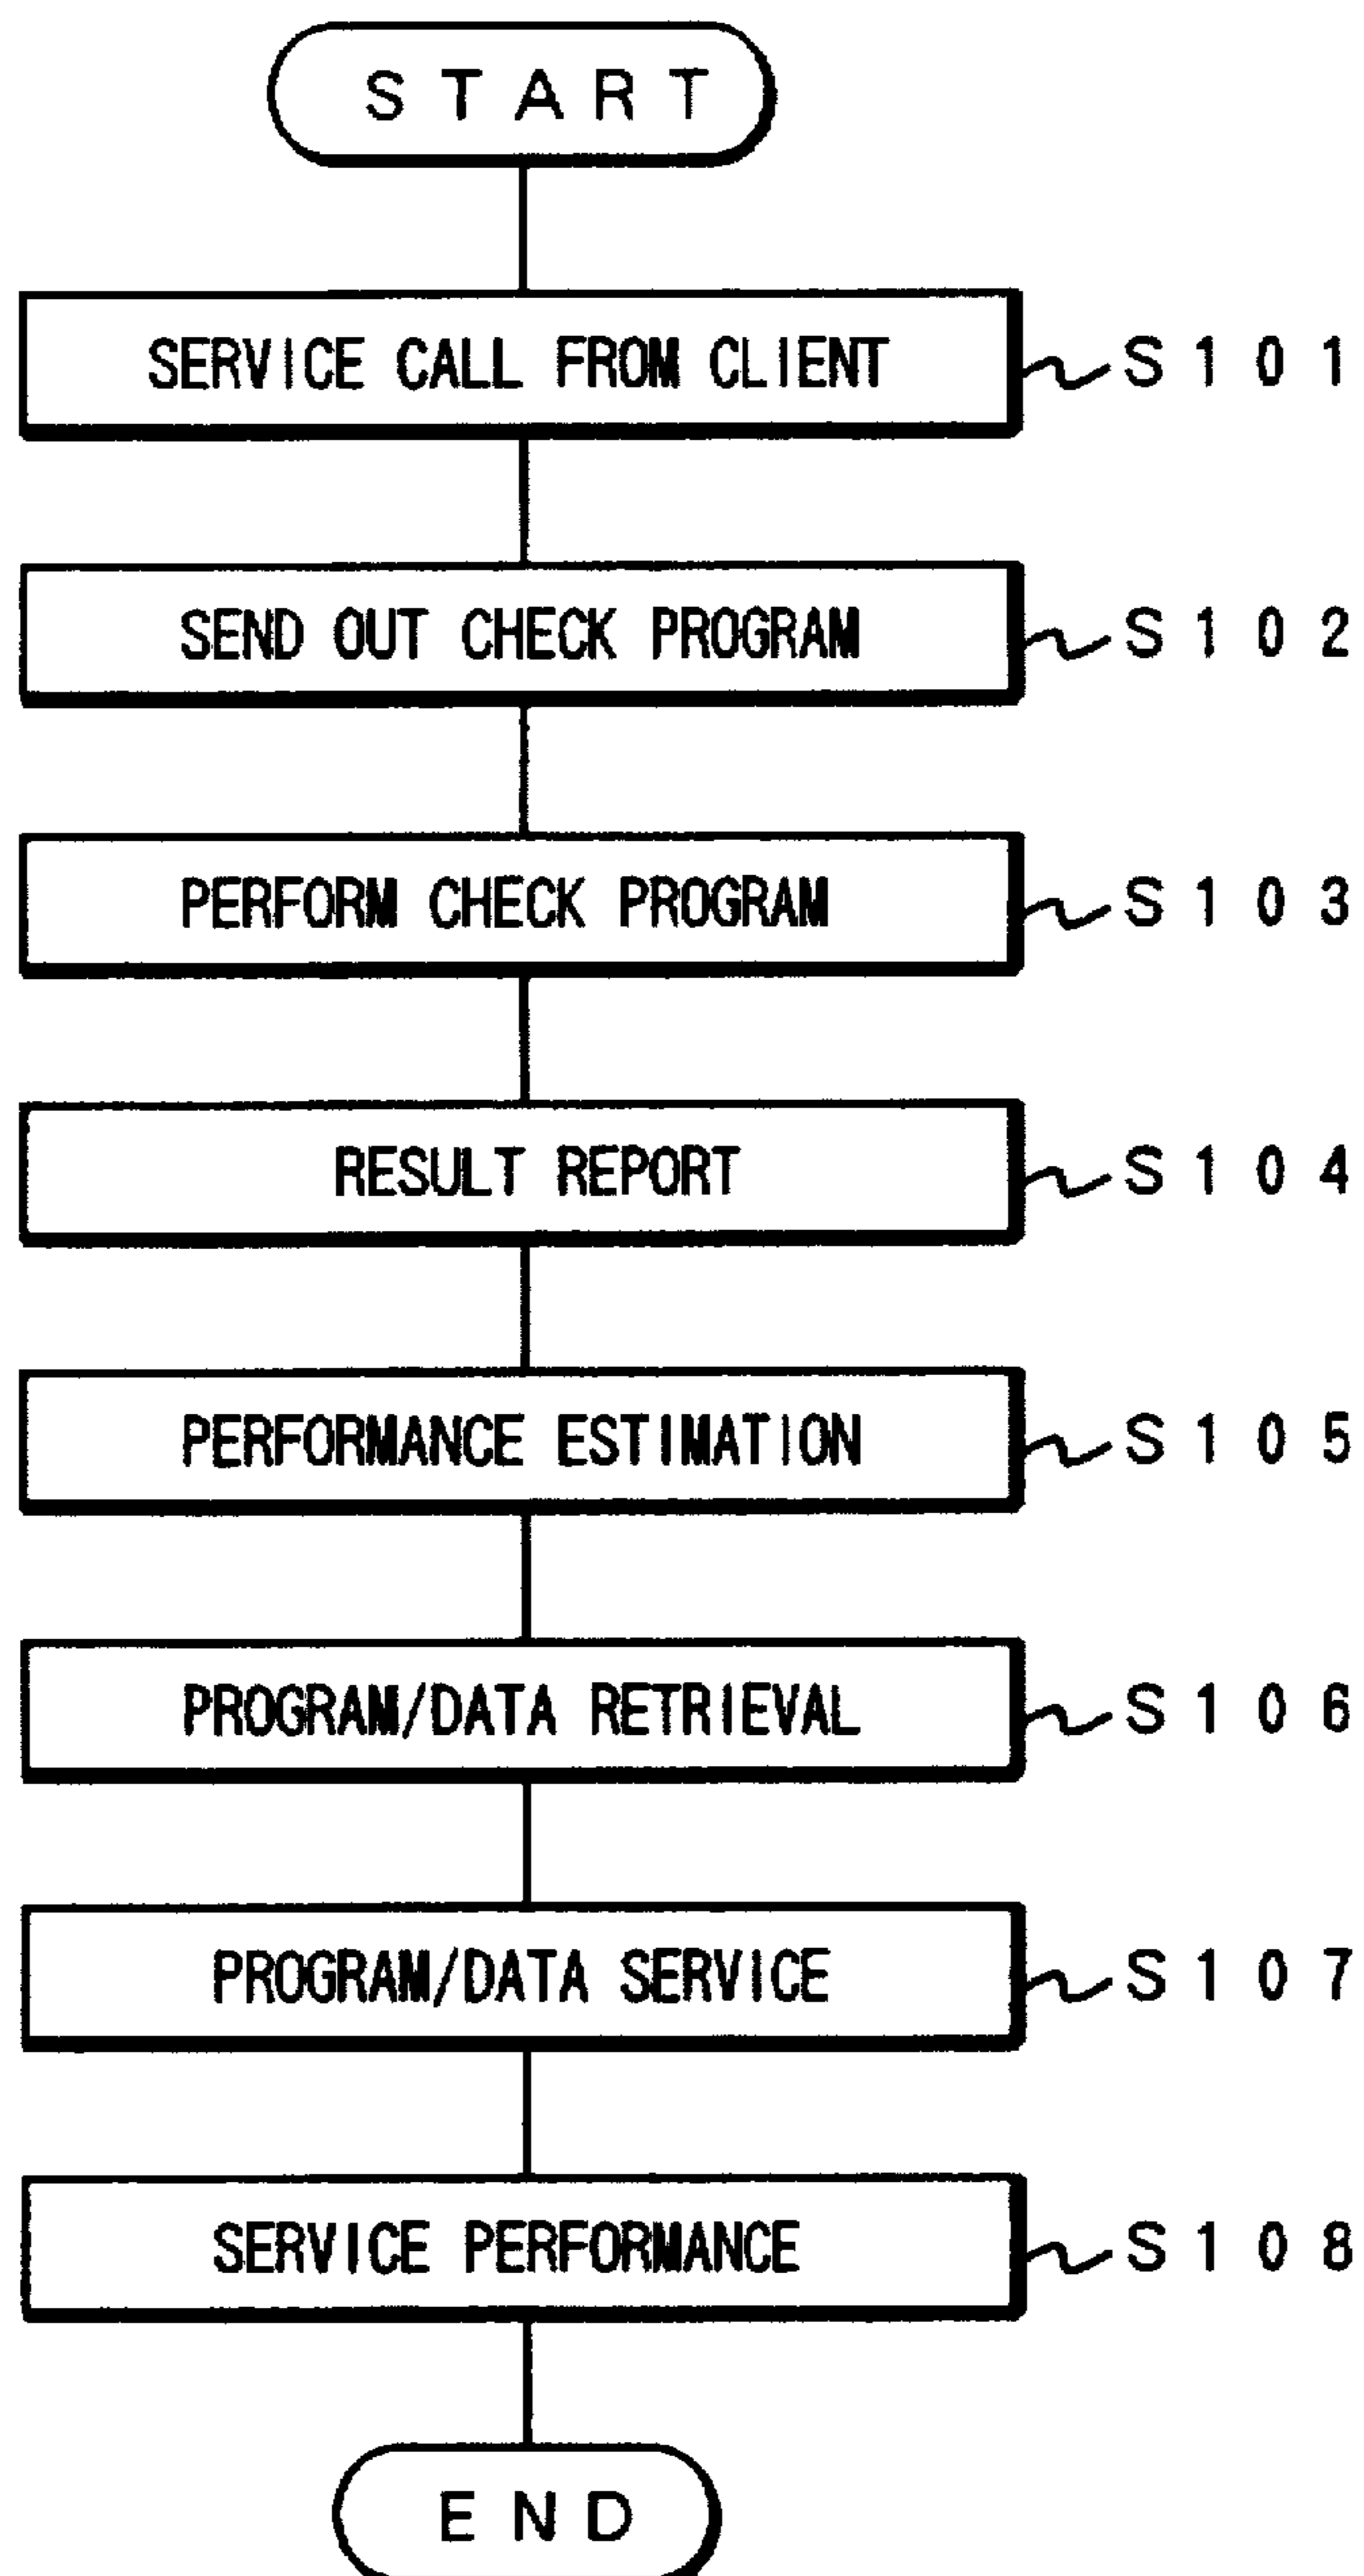 START
SERVICE CALL FROM CLIENT S101
SEND OUT CHECK PROGRAM S102
PERFORM CHECK PROGRAM S103
RESULT REPORT S104
PERFORMANCE ESTIMATION S105
PROGRAM/DATA RETRIEVAL S106
PROGRAM/DATA SERVICE S107
SERVICE PERFORMANCE S108
END